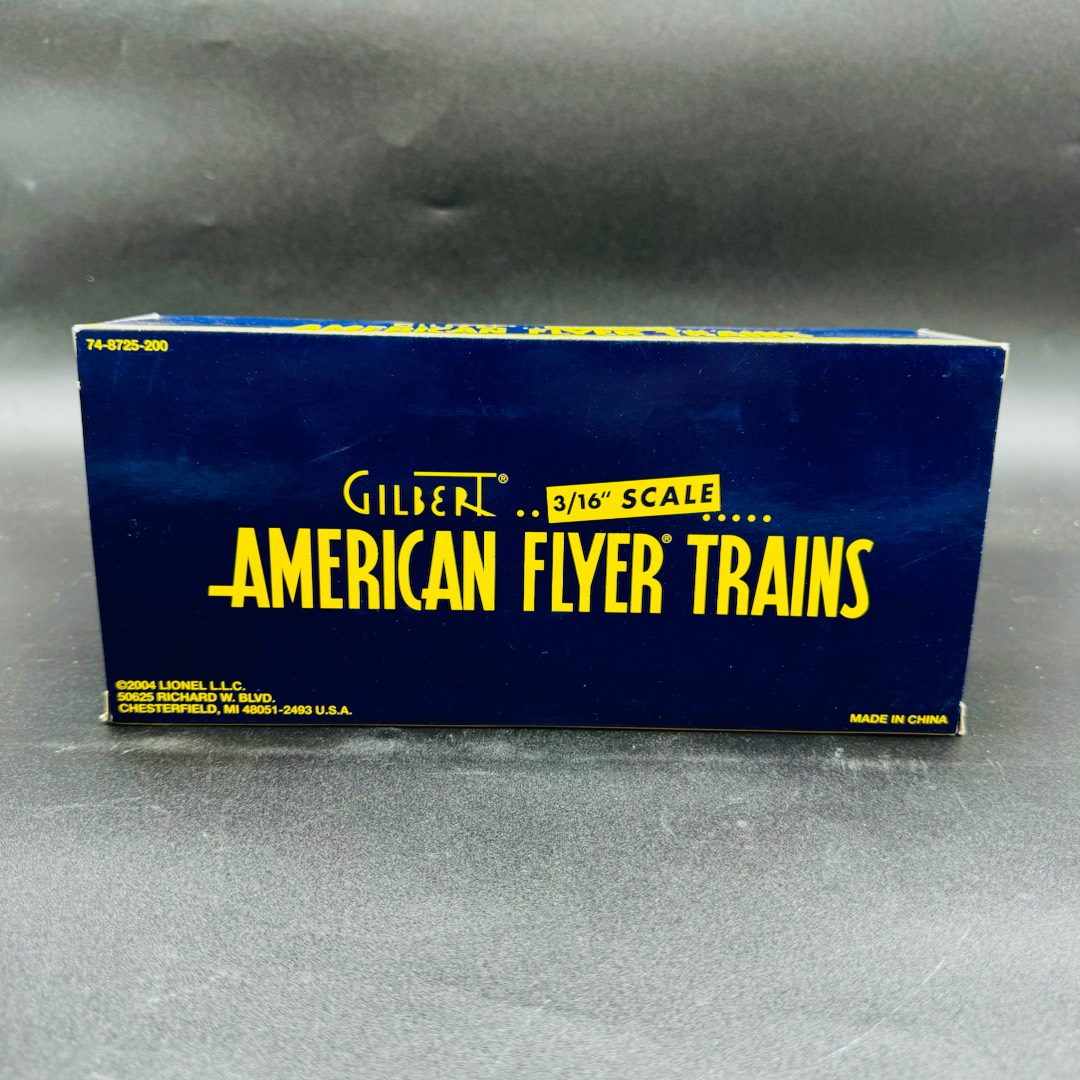 74-8725-200
GILBERT® .. 3/16" SCALE .....
AMERICAN FLYER® TRAINS
©2004 LIONEL L.L.C.
50625 RICHARD W. BLVD.
CHESTERFIELD, MI 48051-2493 U.S.A.
MADE IN CHINA